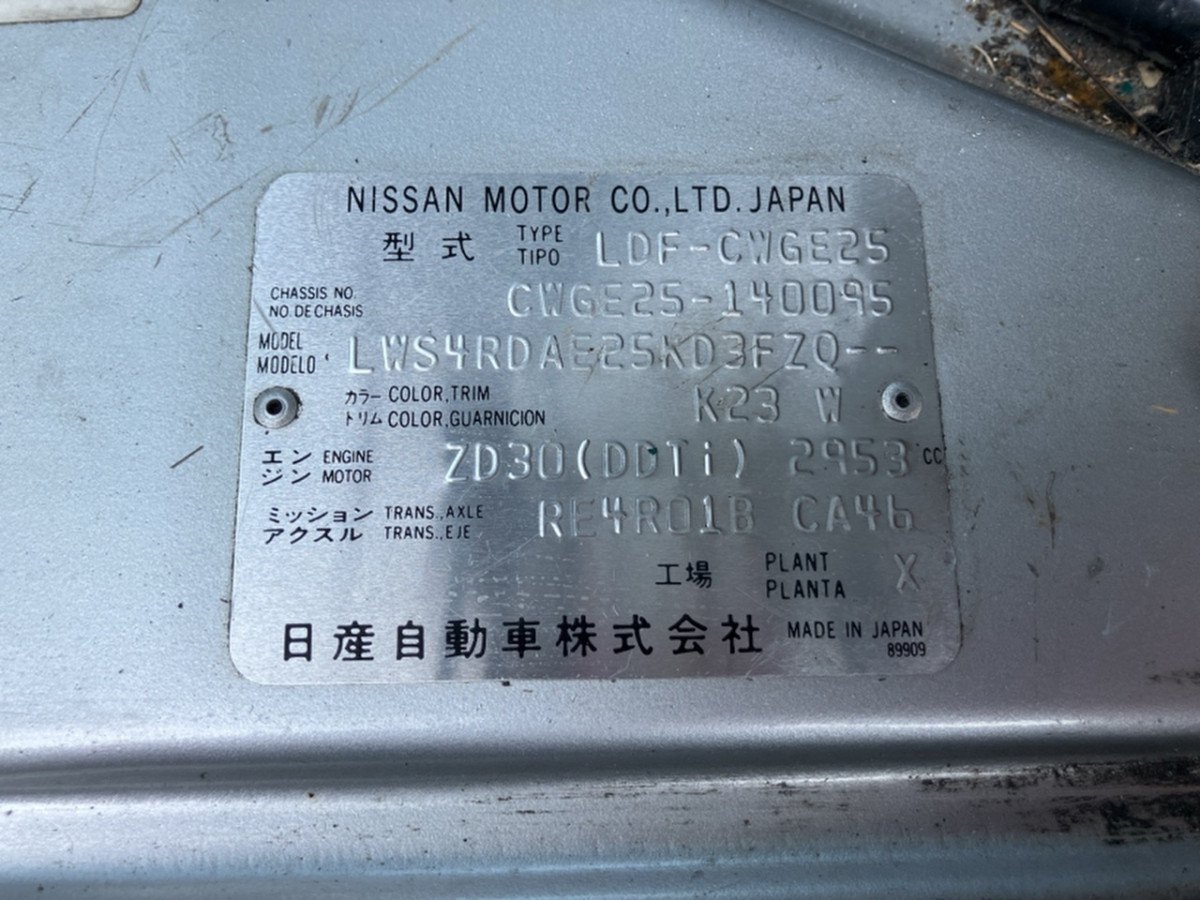 NISSAN MOTOR CO.,LTD. JAPAN
型式 TYPE TIPO LDF-CWGE25
CHASSIS NO. NO. DE CHASIS CWGE25-140095
MODEL MODELO LWS4RDAE25KD3FZQ--
カラー COLOR,TRIM トリム COLOR,GUARNICION K23 W
エンジン ENGINE MOTOR ZD30(DDTi) 2953 CC
ミッション TRANS.,AXLE アクスル TRANS.,EJE RE4R01B CA46
工場 PLANT PLANTA X
日産自動車株式会社 MADE IN JAPAN
89909